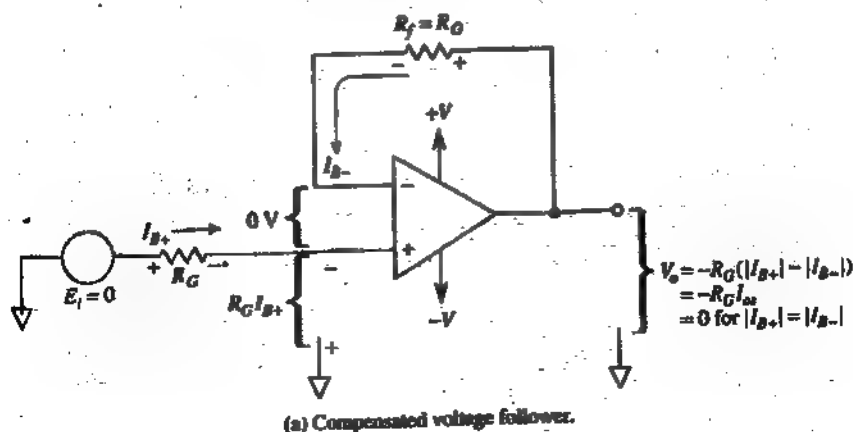 R_f = R_G
− +
+V
I_B−
0 V
−
I_B+
+
+ R_G −
−
E_i = 0
R_G I_B+
−V
+
V_o = −R_G(|I_B+| − |I_B−|)
= −R_G I_os
= 0 for |I_B+| = |I_B−|
(a) Compensated voltage follower.